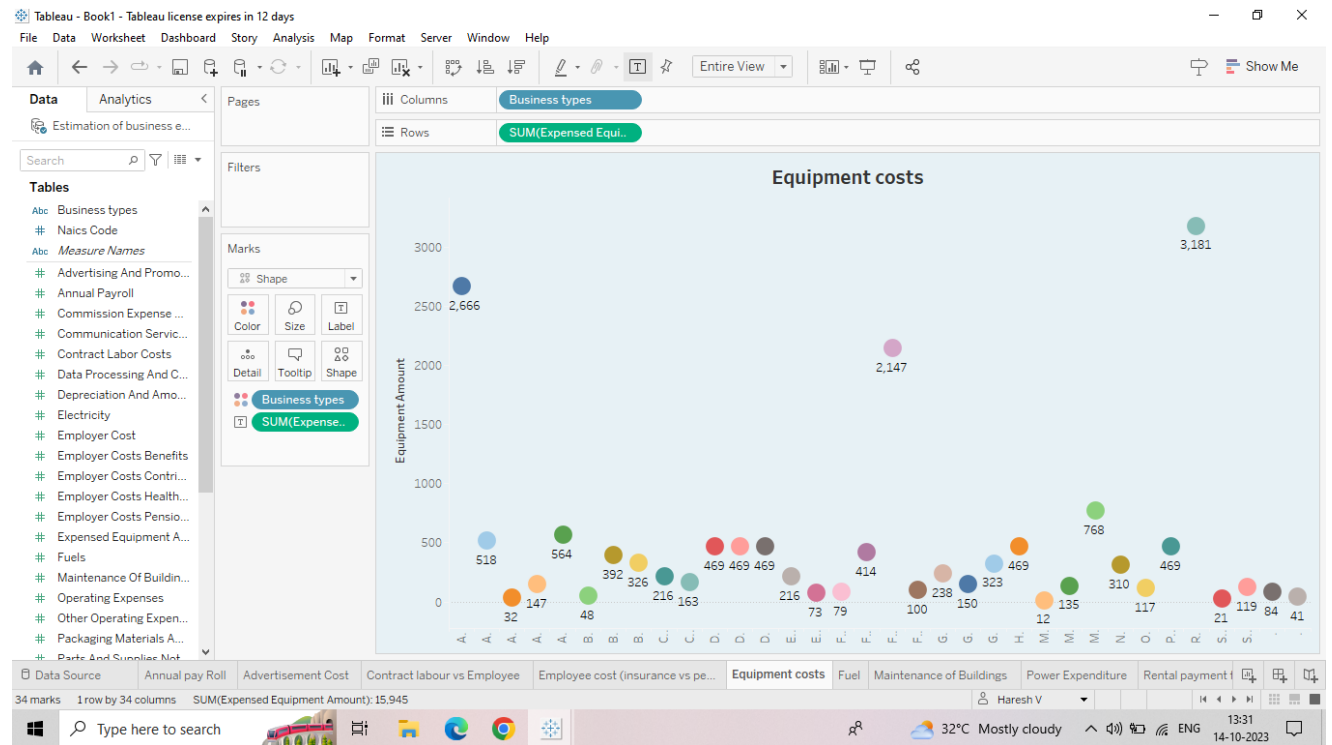 Tableau - Book1 - Tableau license expires in 12 days
File Data Worksheet Dashboard Story Analysis Map Format Server Window Help
Entire View
Show Me
Data Analytics
Estimation of business e...
Search
Tables
Abc Business types
# Naics Code
Abc Measure Names
# Advertising And Promo...
# Annual Payroll
# Commission Expense ...
# Communication Servic...
# Contract Labor Costs
# Data Processing And C...
# Depreciation And Amo...
# Electricity
# Employer Cost
# Employer Costs Benefits
# Employer Costs Contri...
# Employer Costs Health...
# Employer Costs Pensio...
# Expensed Equipment A...
# Fuels
# Maintenance Of Buildin...
# Operating Expenses
# Other Operating Expen...
# Packaging Materials A...
# Parts And Supplies Not
Pages
Filters
Marks
Shape
Color Size Label
Detail Tooltip Shape
Business types
SUM(Expense..
Columns Business types
Rows SUM(Expensed Equi..
Equipment costs
Equipment Amount
3000
2500
2000
1500
1000
500
0
2,666
518
32
147
564
48
392
326
216
163
469
469
469
216
73
79
414
2,147
100
238
150
323
469
12
135
768
310
117
469
3,181
21
119
84
41
A.. A.. A.. A.. A.. B.. B.. B.. C.. C.. D.. D.. D.. E.. E.. F.. F.. F.. F.. G.. G.. G.. H.. M.. M.. M.. N.. O.. P.. R.. S.. S..
Data Source Annual pay Roll Advertisement Cost Contract labour vs Employee Employee cost (insurance vs pe... Equipment costs Fuel Maintenance of Buildings Power Expenditure Rental payment
34 marks 1 row by 34 columns SUM(Expensed Equipment Amount): 15,945
Haresh V
Type here to search
32°C Mostly cloudy
ENG
13:31
14-10-2023